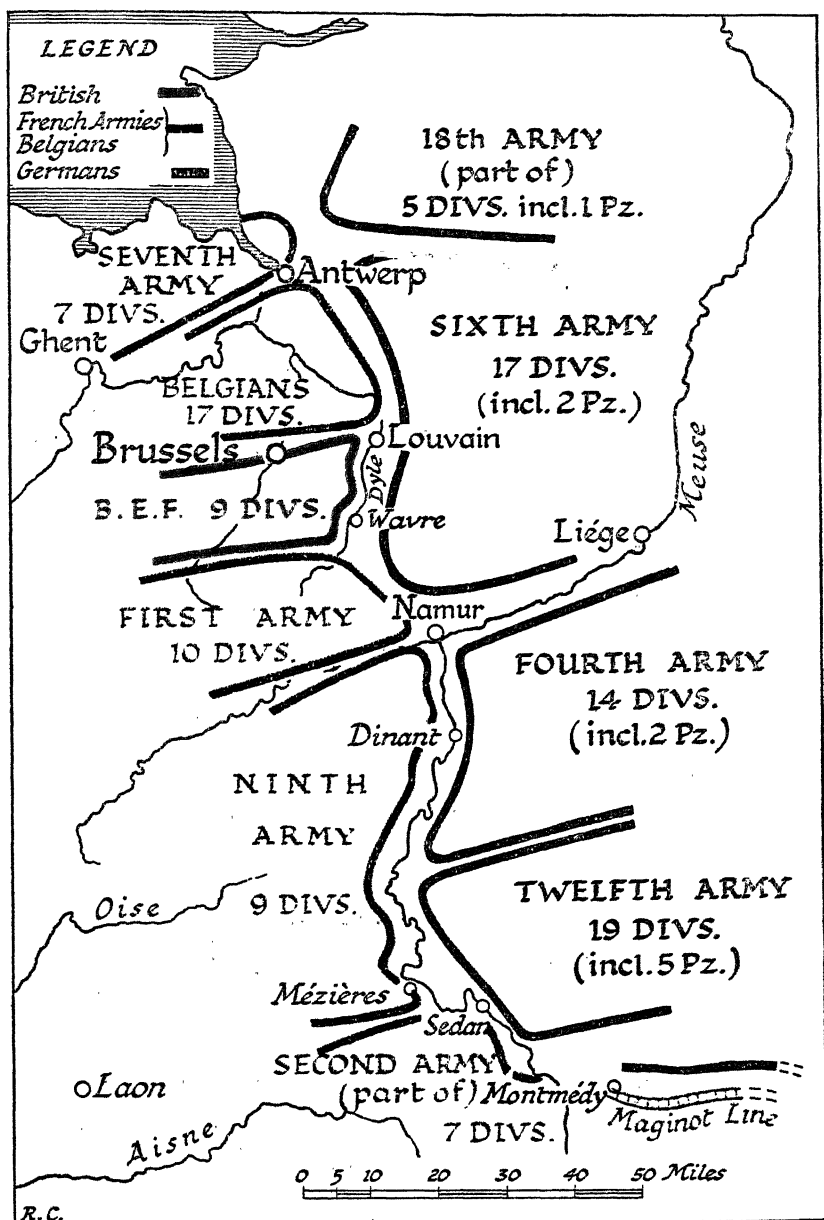 LEGEND
British
French Armies
Belgians
Germans
18th ARMY
(part of)
5 DIVS. incl. 1 Pz.
SEVENTH
ARMY
7 DIVS.
Antwerp
Ghent
SIXTH ARMY
17 DIVS.
(incl. 2 Pz.)
BELGIANS
17 DIVS.
Brussels
Louvain
Dyle
Meuse
B.E.F. 9 DIVS.
Wavre
Liége
FIRST ARMY
10 DIVS.
Namur
FOURTH ARMY
14 DIVS.
(incl. 2 Pz.)
Dinant
NINTH
ARMY
9 DIVS.
Oise
TWELFTH ARMY
19 DIVS.
(incl. 5 Pz.)
Mézières
Sedan
SECOND ARMY
(part of)
7 DIVS.
Montmédy
Maginot Line
Laon
Aisne
0 5 10 20 30 40 50 Miles
R.C.